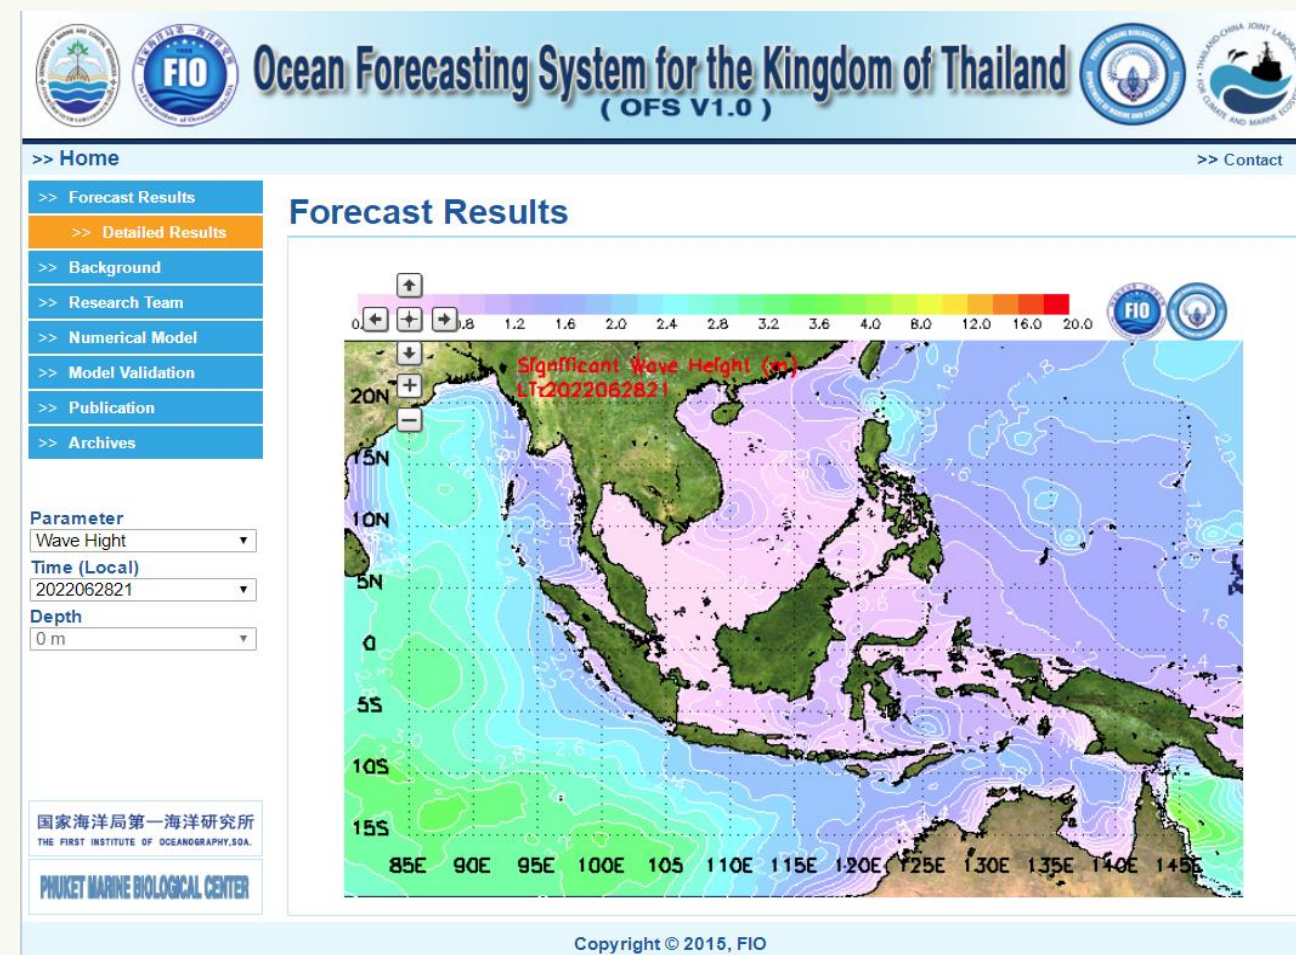 Ocean Forecasting System for the Kingdom of Thailand
( OFS V1.0 )
FIO
>> Home
>> Contact
>> Forecast Results
>> Detailed Results
>> Background
>> Research Team
>> Numerical Model
>> Model Validation
>> Publication
>> Archives
Parameter
Wave Hight
Time (Local)
2022062821
Depth
0 m
国家海洋局第一海洋研究所
THE FIRST INSTITUTE OF OCEANOGRAPHY,SOA.
PHUKET MARINE BIOLOGICAL CENTER
Forecast Results
1.2 1.6 2.0 2.4 2.8 3.2 3.6 4.0 8.0 12.0 16.0 20.0
FIO
Significant Wave Height (m)
LT:2022062821
20N
15N
10N
5N
0
5S
10S
15S
85E 90E 95E 100E 105 110E 115E 120E 125E 130E 135E 140E 145E
Copyright © 2015, FIO